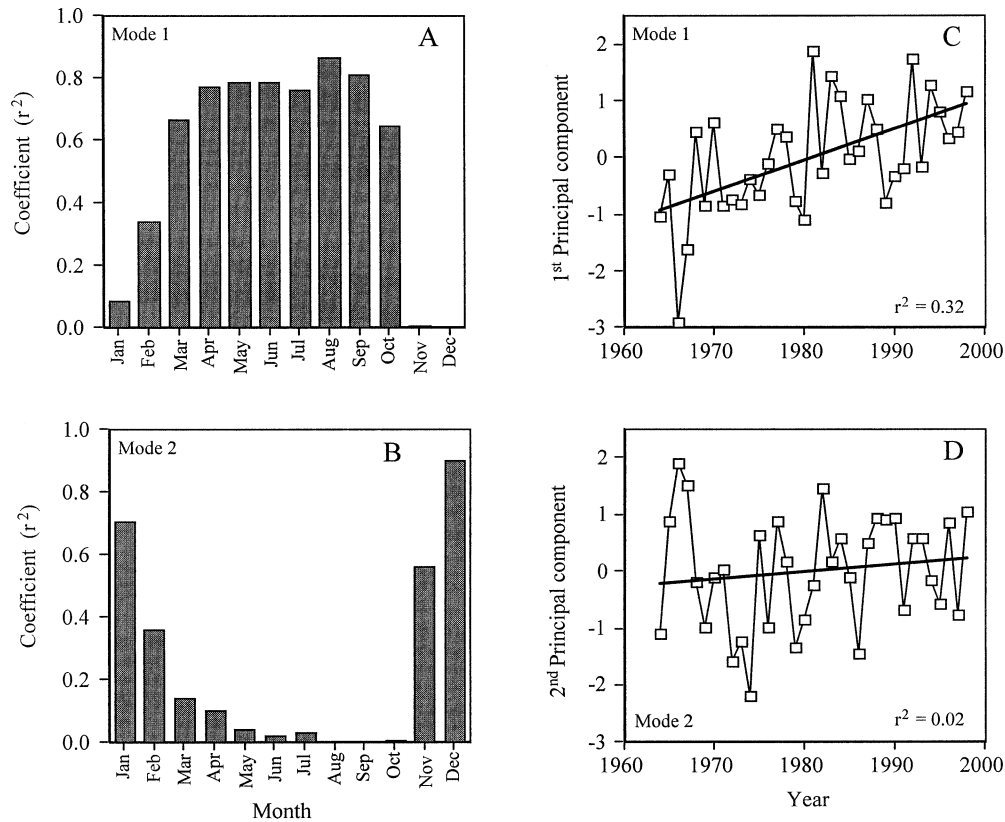 Mode 1
A
Coefficient (r²)
1.0
0.8
0.6
0.4
0.2
0.0
Jan Feb Mar Apr May Jun Jul Aug Sep Oct Nov Dec
Mode 1
C
1st Principal component
2
1
0
-1
-2
-3
r² = 0.32
1960 1970 1980 1990 2000
Mode 2
B
Coefficient (r²)
1.0
0.8
0.6
0.4
0.2
0.0
Jan Feb Mar Apr May Jun Jul Aug Sep Oct Nov Dec
Month
D
2nd Principal component
2
1
0
-1
-2
-3
Mode 2
r² = 0.02
1960 1970 1980 1990 2000
Year